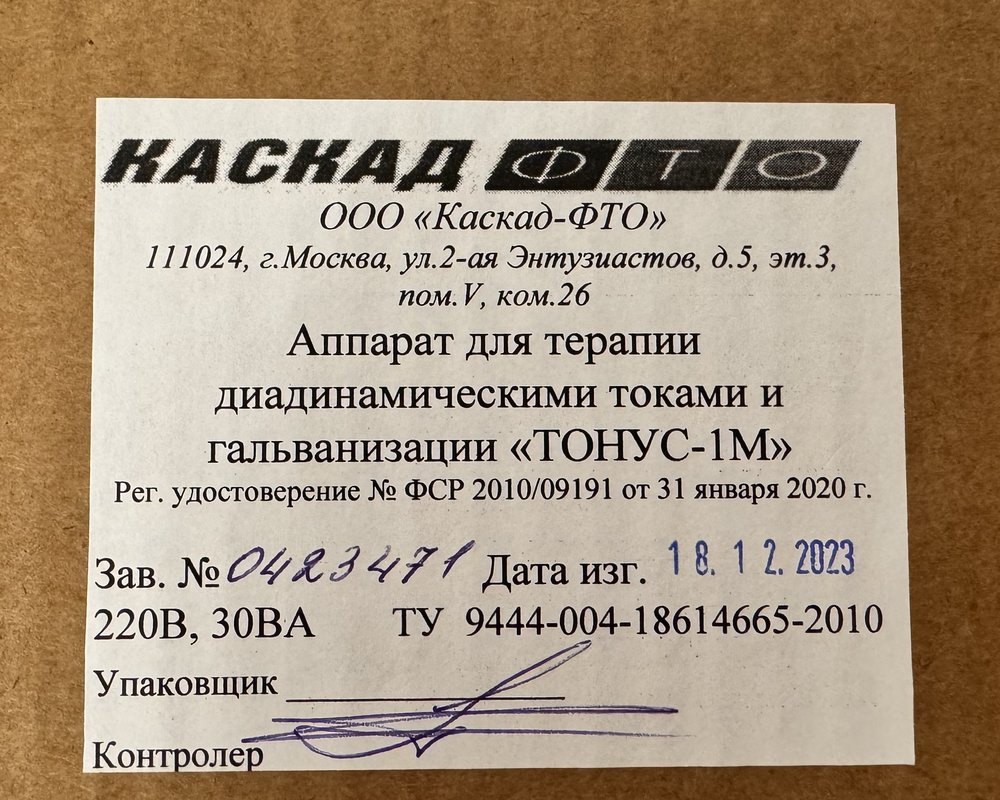 КАСКАД ФТО
ООО «Каскад-ФТО»
111024, г.Москва, ул.2-ая Энтузиастов, д.5, эт.3,
пом.V, ком.26
Аппарат для терапии
диадинамическими токами и
гальванизации «ТОНУС-1М»
Рег. удостоверение № ФСР 2010/09191 от 31 января 2020 г.
Зав. № 0423471 Дата изг. 18.12.2023
220В, 30ВА ТУ 9444-004-18614665-2010
Упаковщик
Контролер